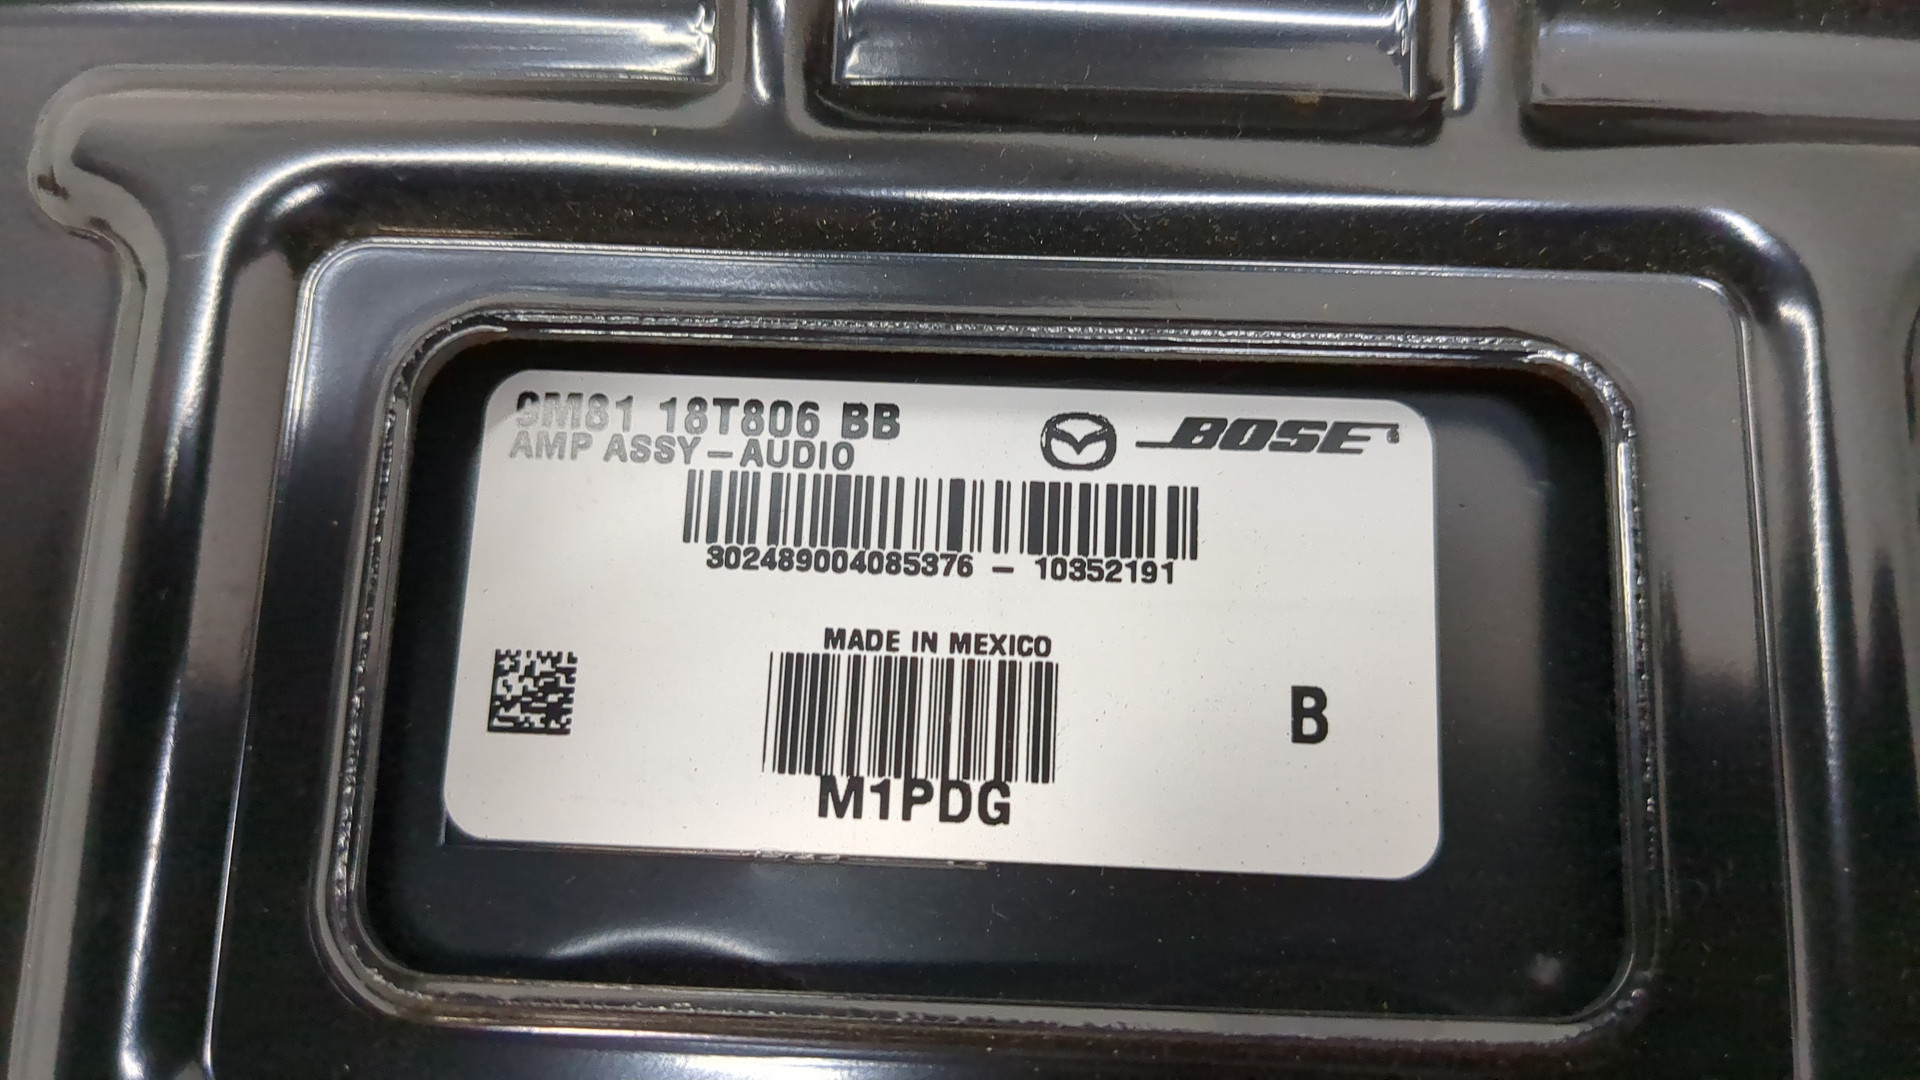 9M81 18T806 BB
AMP ASSY–AUDIO
BOSE
302489004085376 – 10352191
MADE IN MEXICO
B
M1PDG